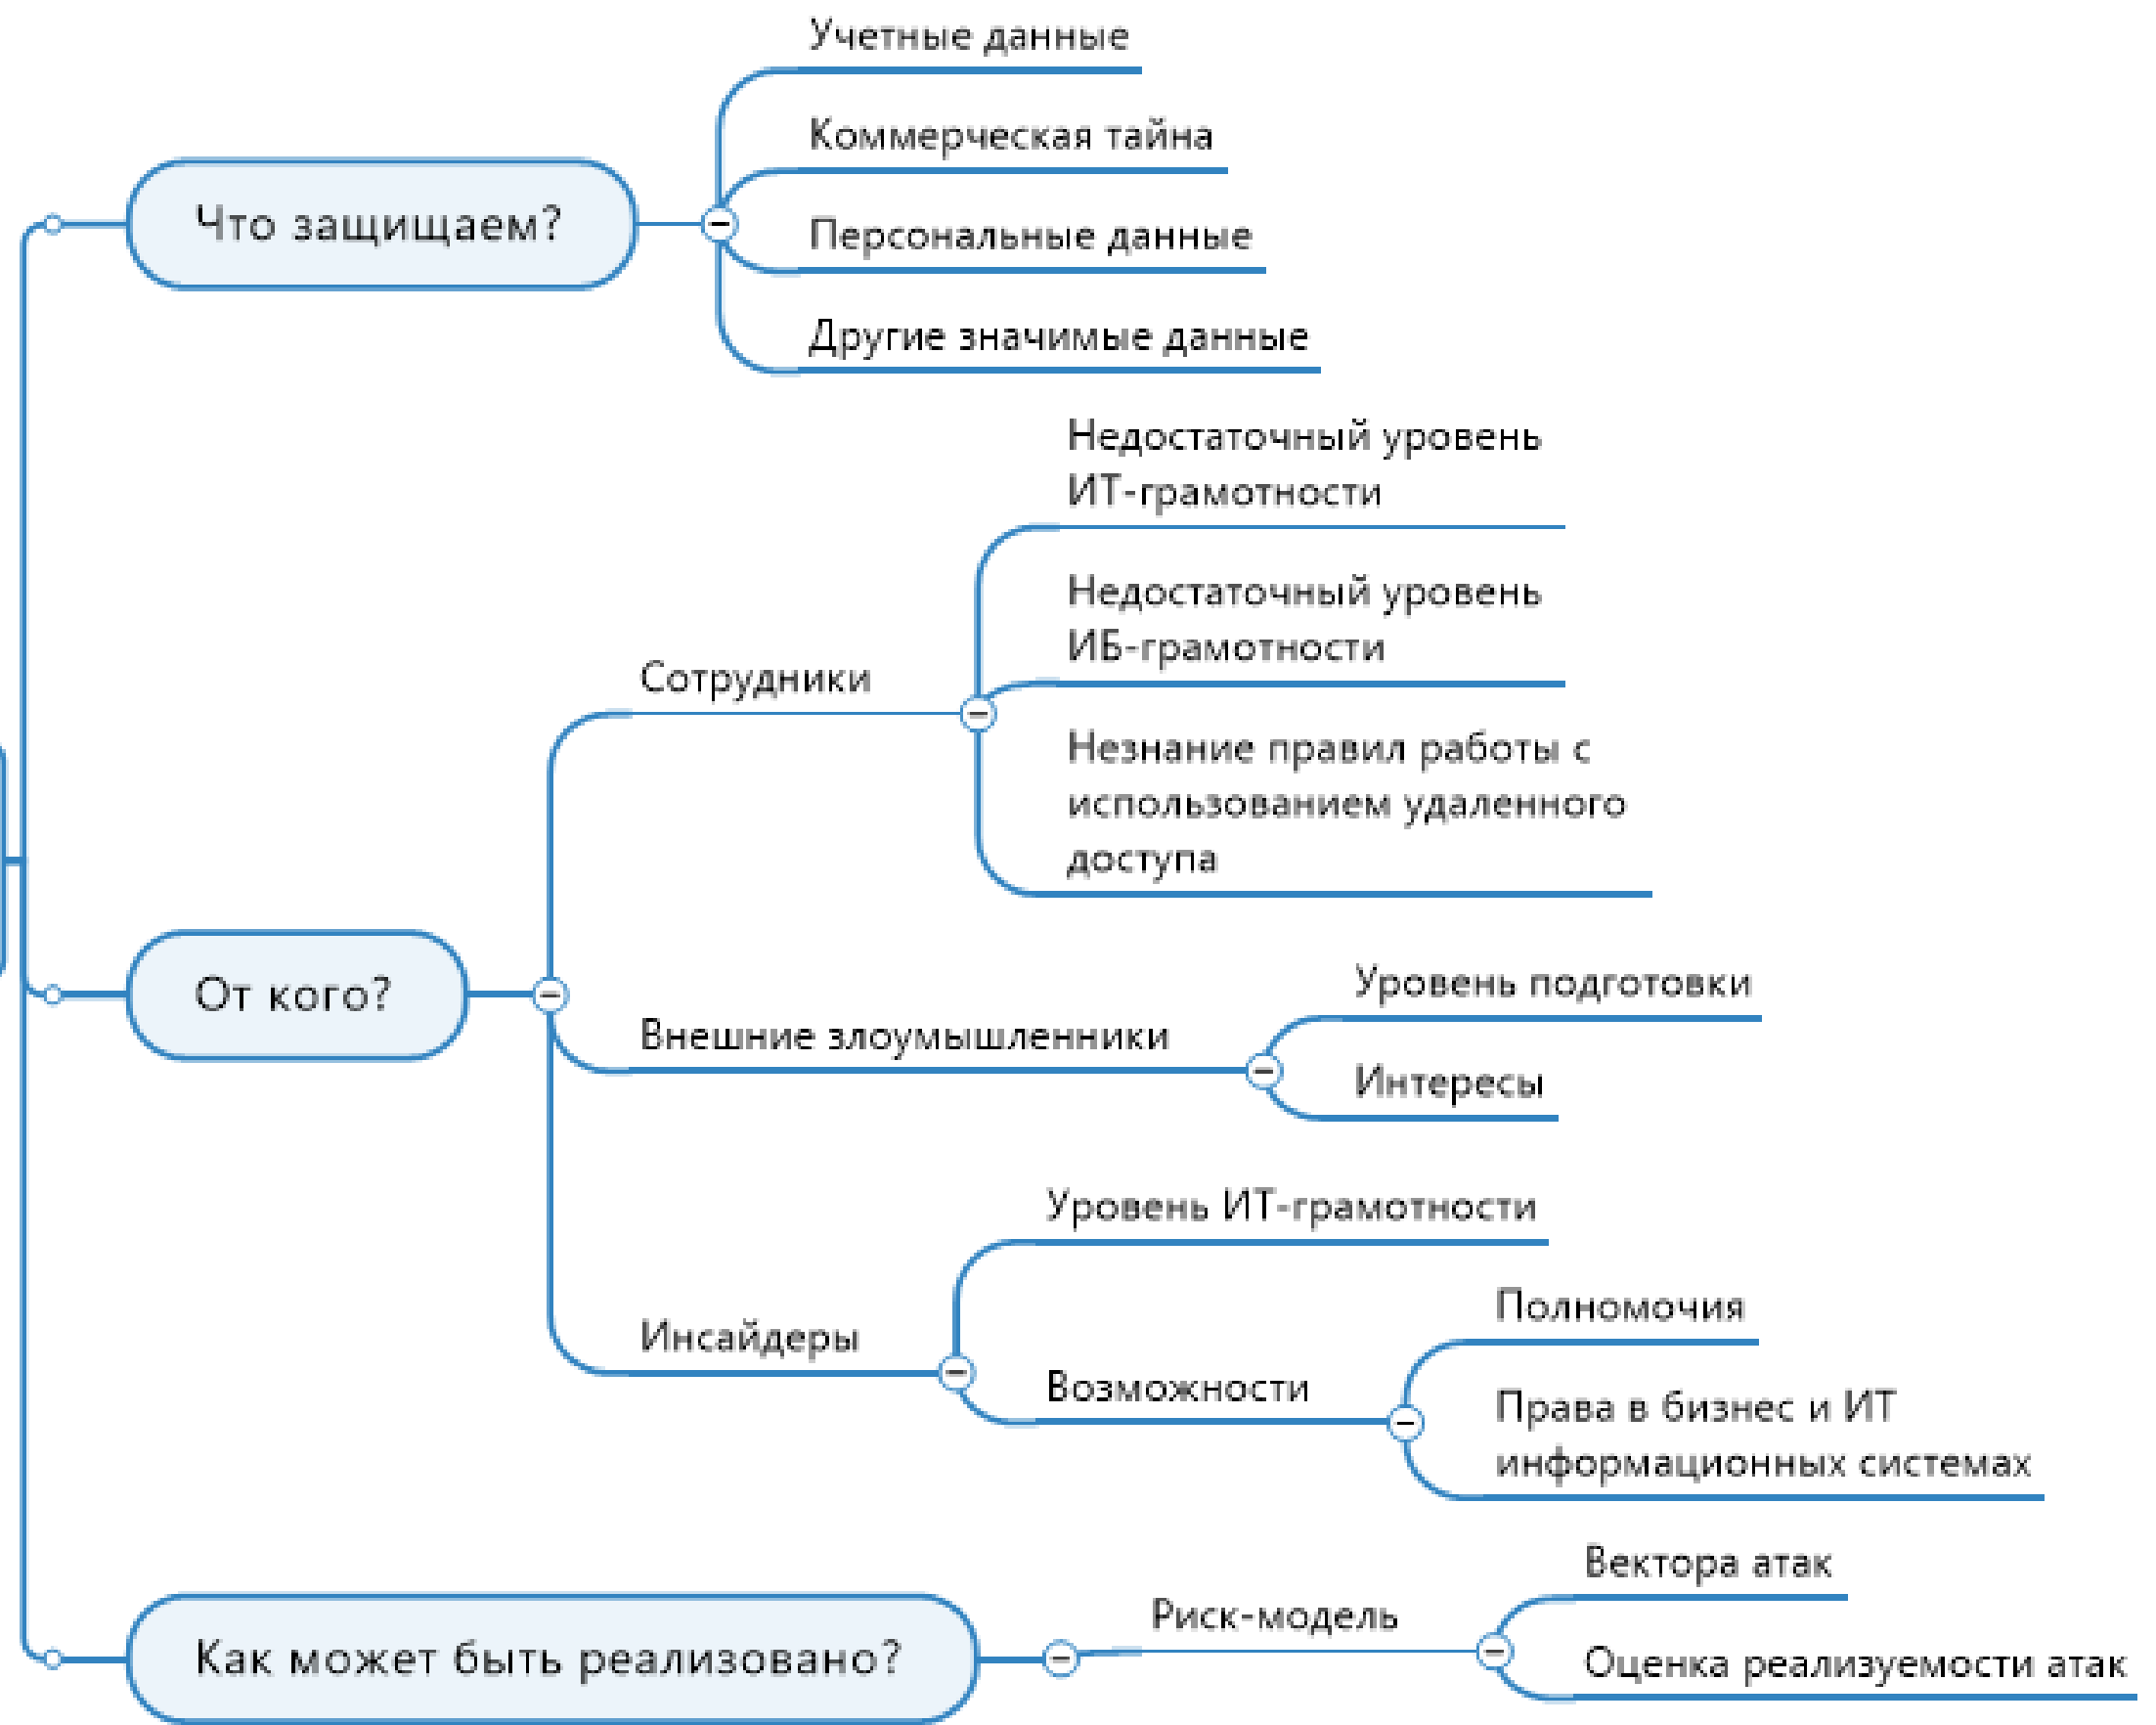 Учетные данные
Коммерческая тайна
Что защищаем?
Персональные данные
Другие значимые данные
Недостаточный уровень
ИТ-грамотности
Недостаточный уровень
ИБ-грамотности
Сотрудники
Незнание правил работы с
использованием удаленного
доступа
От кого?
Уровень подготовки
Внешние злоумышленники
Интересы
Уровень ИТ-грамотности
Инсайдеры
Полномочия
Возможности
Права в бизнес и ИТ
информационных системах
Вектора атак
Риск-модель
Как может быть реализовано?
Оценка реализуемости атак